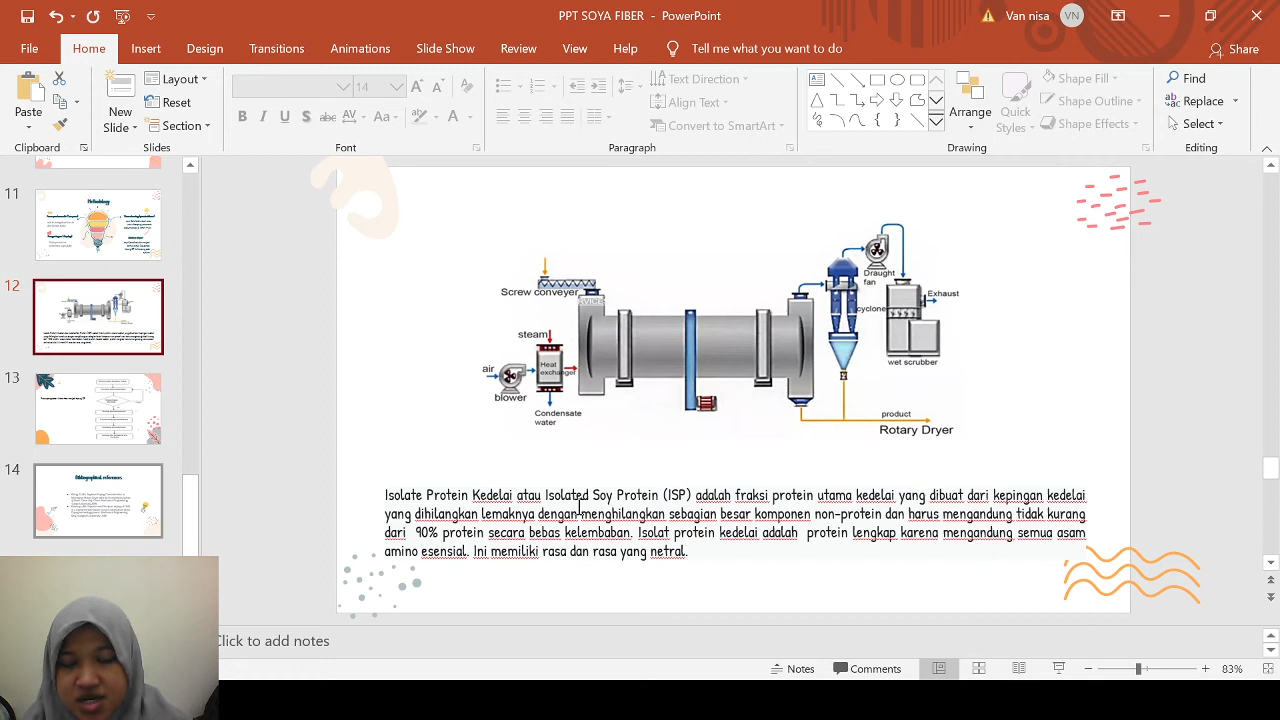 PPT SOYA FIBER - PowerPoint
Van nisa
VN
File
Home
Insert
Design
Transitions
Animations
Slide Show
Review
View
Help
Tell me what you want to do
Share
Paste
New Slide
Layout
Reset
Section
14
Text Direction
Align Text
Convert to SmartArt
Arrange
Quick Styles
Shape Fill
Shape Outline
Shape Effects
Find
Replace
Select
Clipboard
Slides
Font
Paragraph
Drawing
Editing
11
Methodology
12
13
14
Bibliographical references
Screw conveyer
steam
air
blower
Heat exchanger
Condensate water
Draught fan
cyclone
Exhaust
wet scrubber
product
Rotary Dryer
Isolate Protein Kedelai atau Isolated Soy Protein (ISP) adalah fraksi protein utama kedelai yang dibuat dari kepingan kedelai
yang dihilangkan lemaknya dengan menghilangkan sebagian besar komponen non-protein dan harus mengandung tidak kurang
dari 90% protein secara bebas kelembaban. Isolat protein kedelai adalah protein lengkap karena mengandung semua asam
amino esensial. Ini memiliki rasa dan rasa yang netral.
Click to add notes
Notes
Comments
83%